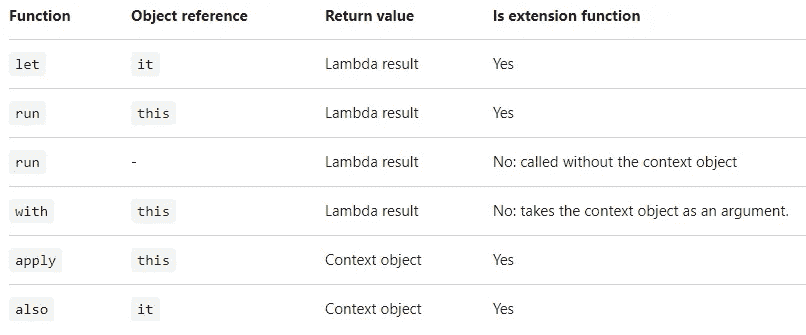 Function Object reference Return value Is extension function
let it Lambda result Yes
run this Lambda result Yes
run - Lambda result No: called without the context object
with this Lambda result No: takes the context object as an argument.
apply this Context object Yes
also it Context object Yes